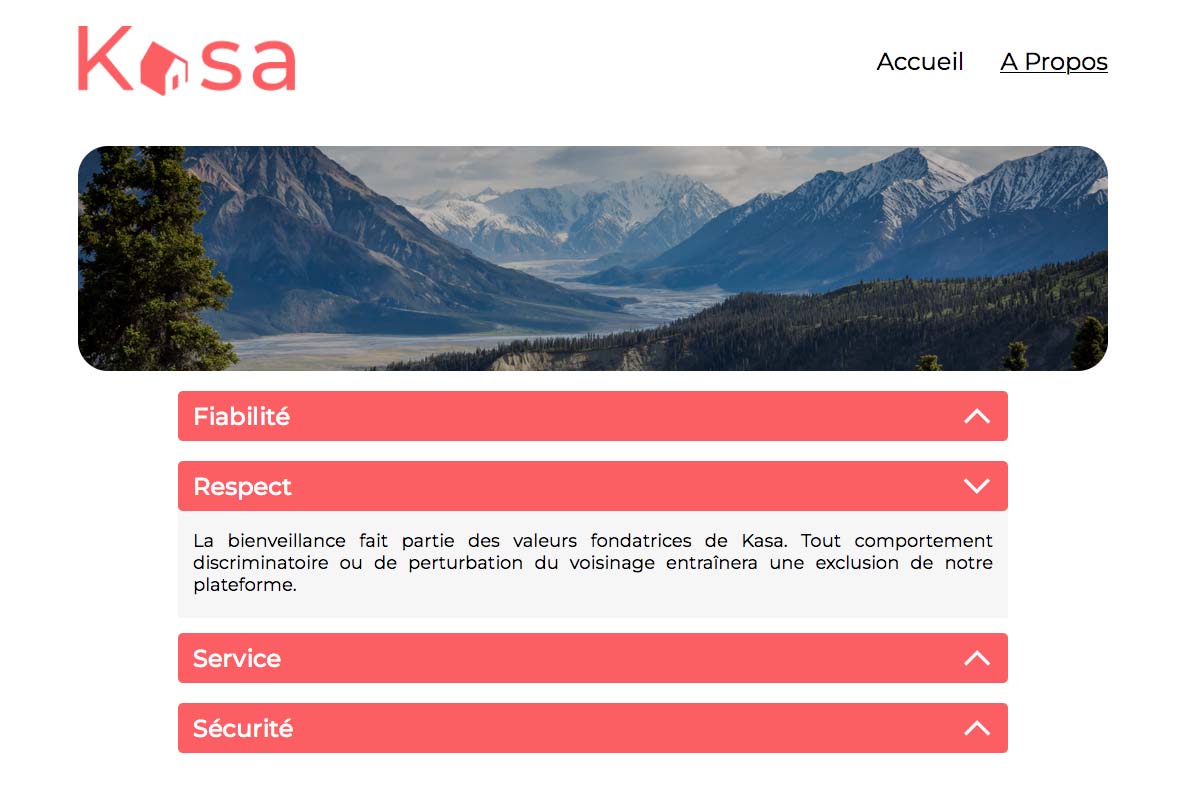 Kasa
Accueil
A Propos
Fiabilité
Respect
La bienveillance fait partie des valeurs fondatrices de Kasa. Tout comportement
discriminatoire ou de perturbation du voisinage entraînera une exclusion de notre
plateforme.
Service
Sécurité